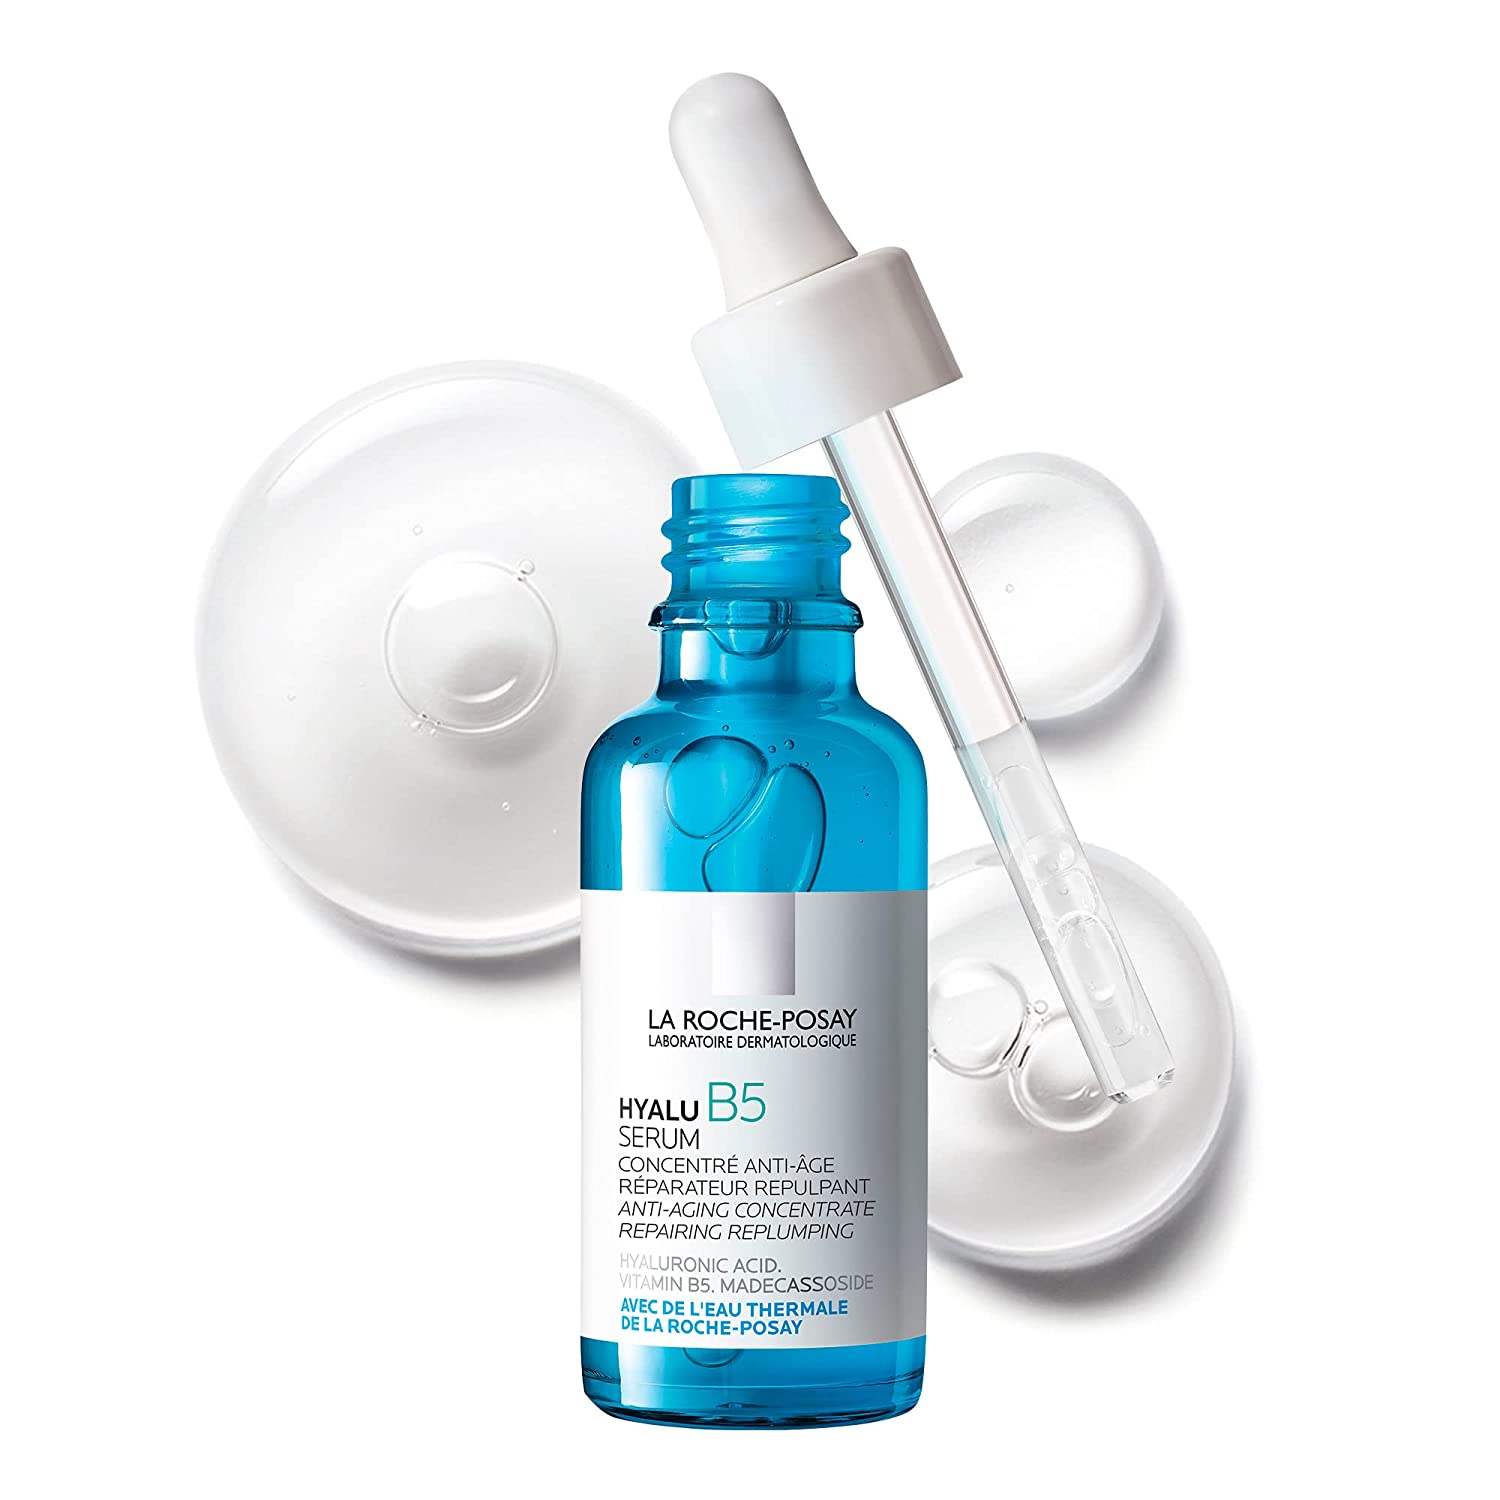 LA ROCHE-POSAY
LABORATOIRE DERMATOLOGIQUE
HYALU B5
SERUM
CONCENTRÉ ANTI-ÂGE
RÉPARATEUR REPULPANT
ANTI-AGING CONCENTRATE
REPAIRING REPLUMPING
HYALURONIC ACID.
VITAMIN B5. MADECASSOSIDE
AVEC DE L'EAU THERMALE
DE LA ROCHE-POSAY